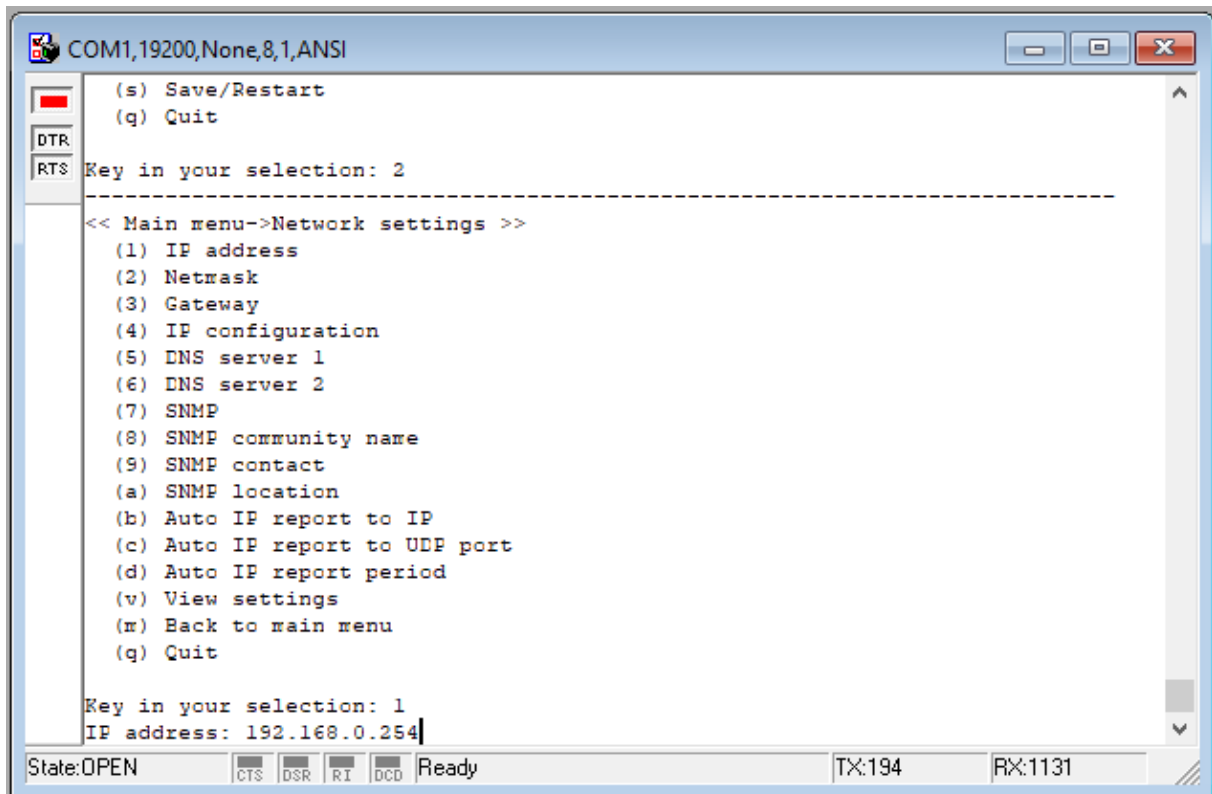 COM1,19200,None,8,1,ANSI
(s) Save/Restart
(q) Quit
DTR
RTS
Key in your selection: 2
-----------------------------------------------------------------------------
<< Main menu->Network settings >>
(1) IP address
(2) Netmask
(3) Gateway
(4) IP configuration
(5) DNS server 1
(6) DNS server 2
(7) SNMP
(8) SNMP community name
(9) SNMP contact
(a) SNMP location
(b) Auto IP report to IP
(c) Auto IP report to UDP port
(d) Auto IP report period
(v) View settings
(m) Back to main menu
(q) Quit
Key in your selection: 1
IP address: 192.168.0.254
State:OPEN CTS DSR RI DCD Ready TX:194 RX:1131